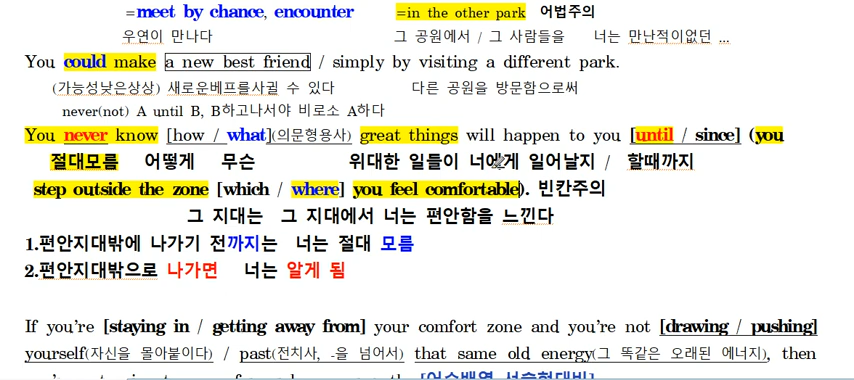 =meet by chance, encounter =in the other park 어법주의
우연이 만나다 그 공원에서 / 그 사람들을 너는 만난적이없던 ...
You could make a new best friend / simply by visiting a different park.
(가능성낮은상상) 새로운베프를사귈 수 있다 다른 공원을 방문함으로써
never(not) A until B, B하고나서야 비로소 A하다
You never know [how / what](의문형용사) great things will happen to you [until / since] (you
절대모름 어떻게 무슨 위대한 일들이 너에게 일어날지 / 할때까지
step outside the zone [which / where] you feel comfortable). 빈칸주의
그 지대는 그 지대에서 너는 편안함을 느낀다
1.편안지대밖에 나가기 전까지는 너는 절대 모름
2.편안지대밖으로 나가면 너는 알게 됨
If you're [staying in / getting away from] your comfort zone and you're not [drawing / pushing]
yourself(자신을 몰아붙이다) / past(전치사, -을 넘어서) that same old energy(그 똑같은 오래된 에너지), then